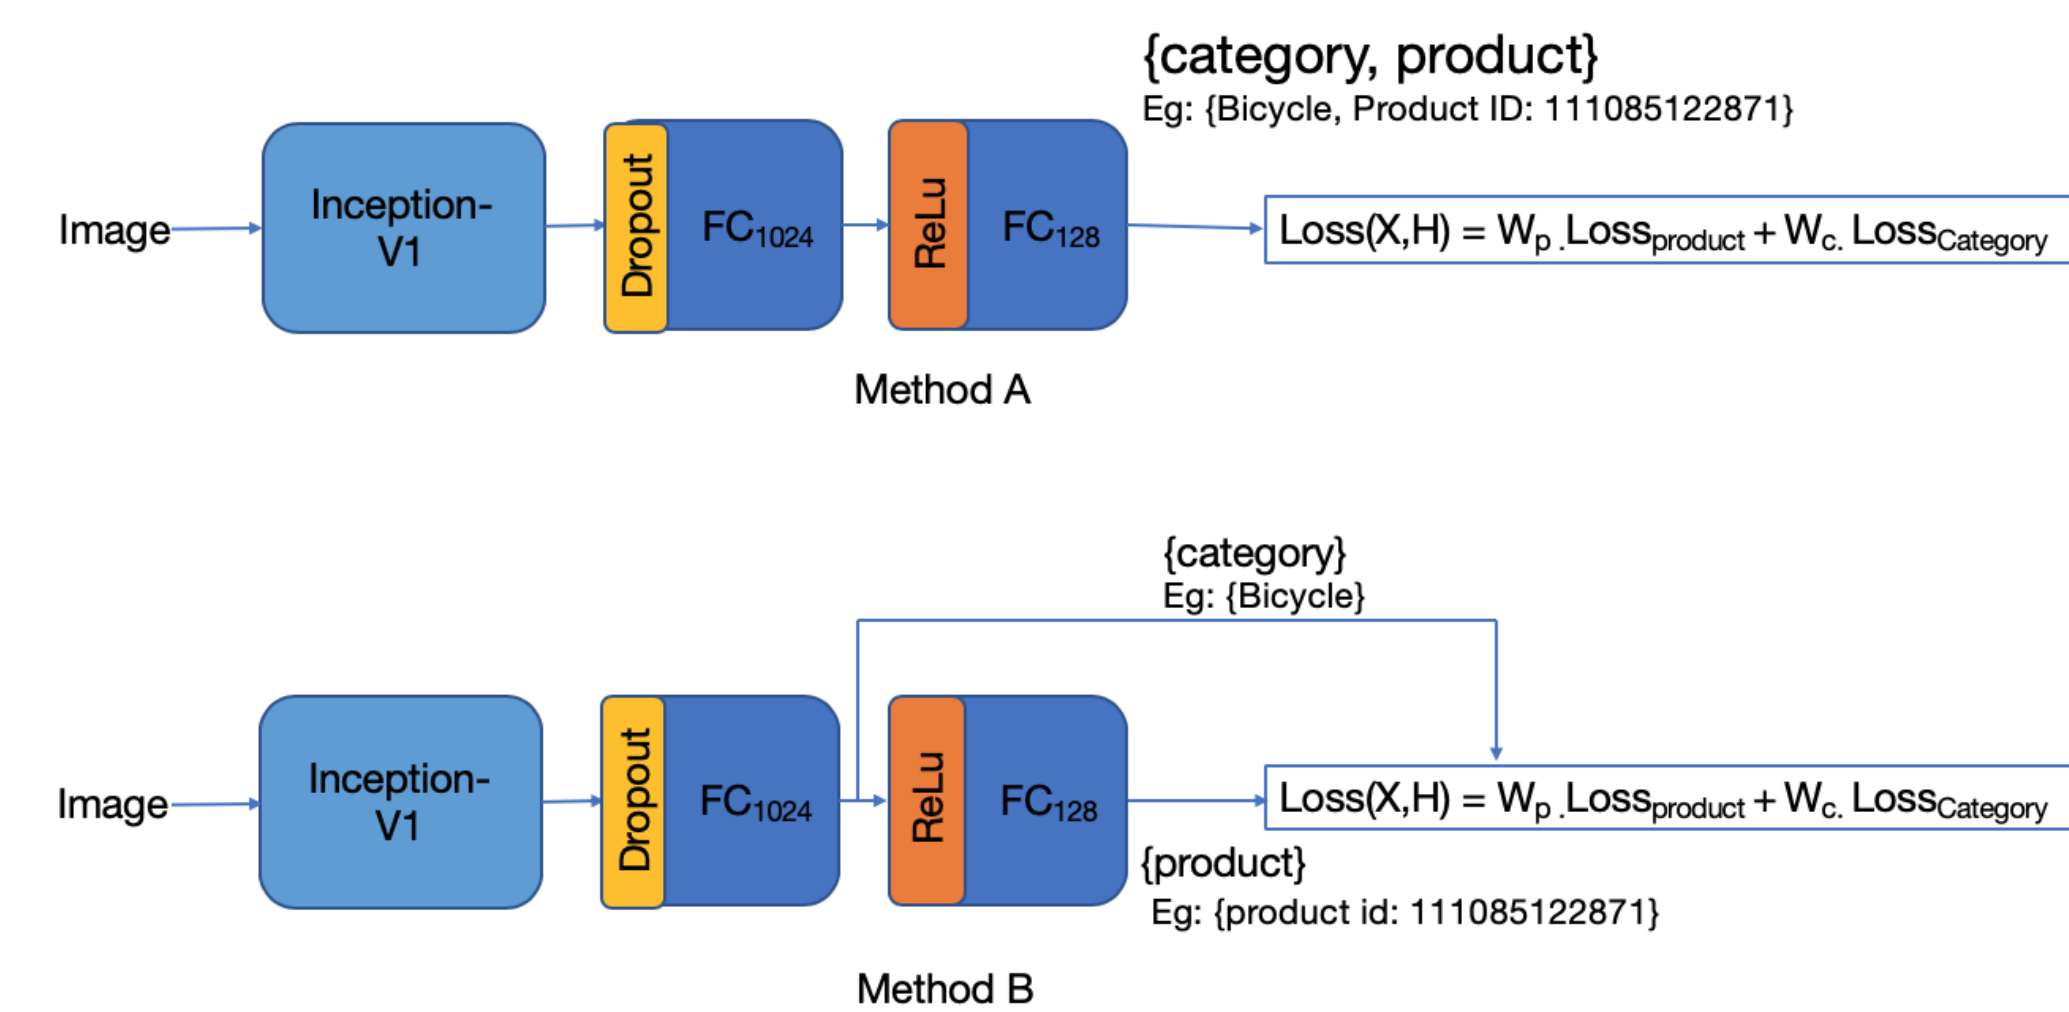 {category, product}
Eg: {Bicycle, Product ID: 111085122871}
Image
Inception-
V1
Dropout
FC1024
ReLu
FC128
Loss(X,H) = Wp .Lossproduct + Wc. LossCategory
Method A
{category}
Eg: {Bicycle}
Image
Inception-
V1
Dropout
FC1024
ReLu
FC128
Loss(X,H) = Wp .Lossproduct + Wc. LossCategory
{product}
Eg: {product id: 111085122871}
Method B